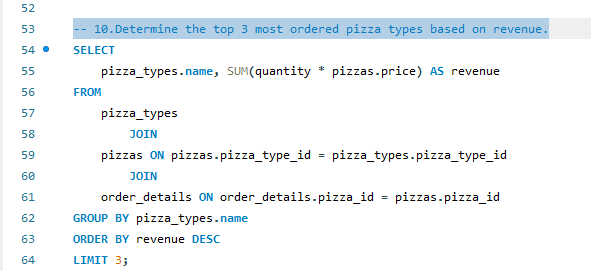 52
53 -- 10.Determine the top 3 most ordered pizza types based on revenue.
54 SELECT
55 pizza_types.name, SUM(quantity * pizzas.price) AS revenue
56 FROM
57 pizza_types
58 JOIN
59 pizzas ON pizzas.pizza_type_id = pizza_types.pizza_type_id
60 JOIN
61 order_details ON order_details.pizza_id = pizzas.pizza_id
62 GROUP BY pizza_types.name
63 ORDER BY revenue DESC
64 LIMIT 3;